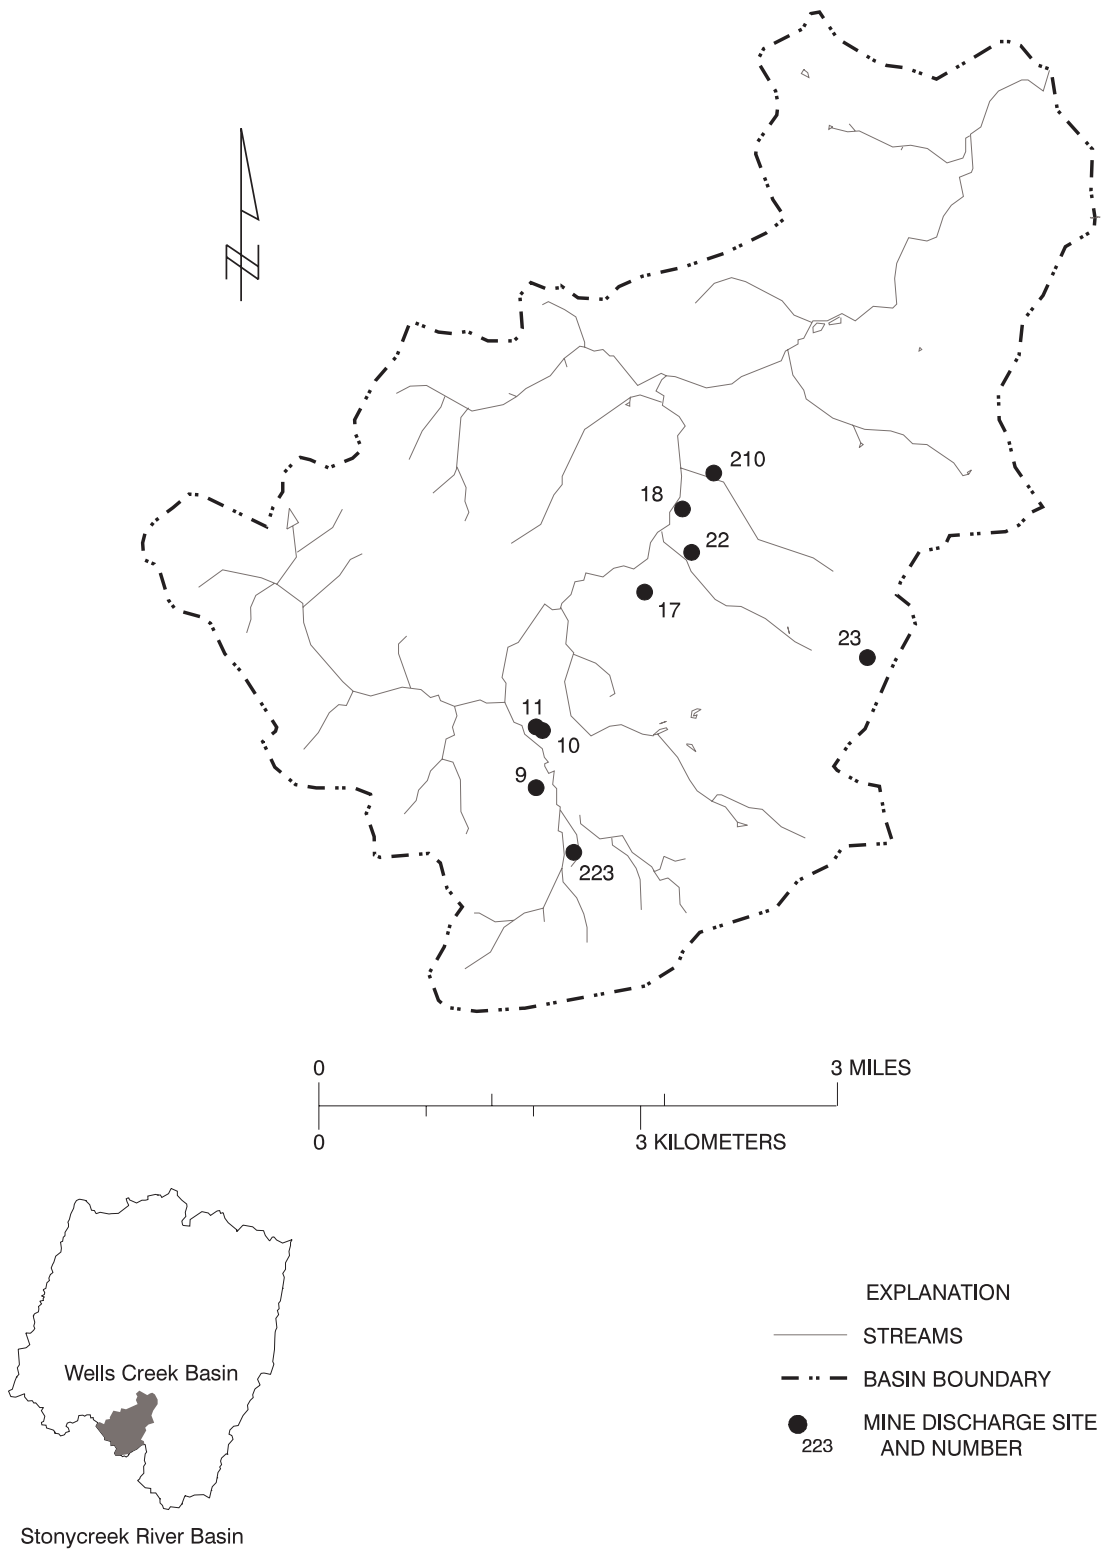 210
18
22
17
23
11
10
9
223
0
3 MILES
0
3 KILOMETERS
EXPLANATION
STREAMS
BASIN BOUNDARY
MINE DISCHARGE SITE
223
AND NUMBER
Wells Creek Basin
Stonycreek River Basin
N